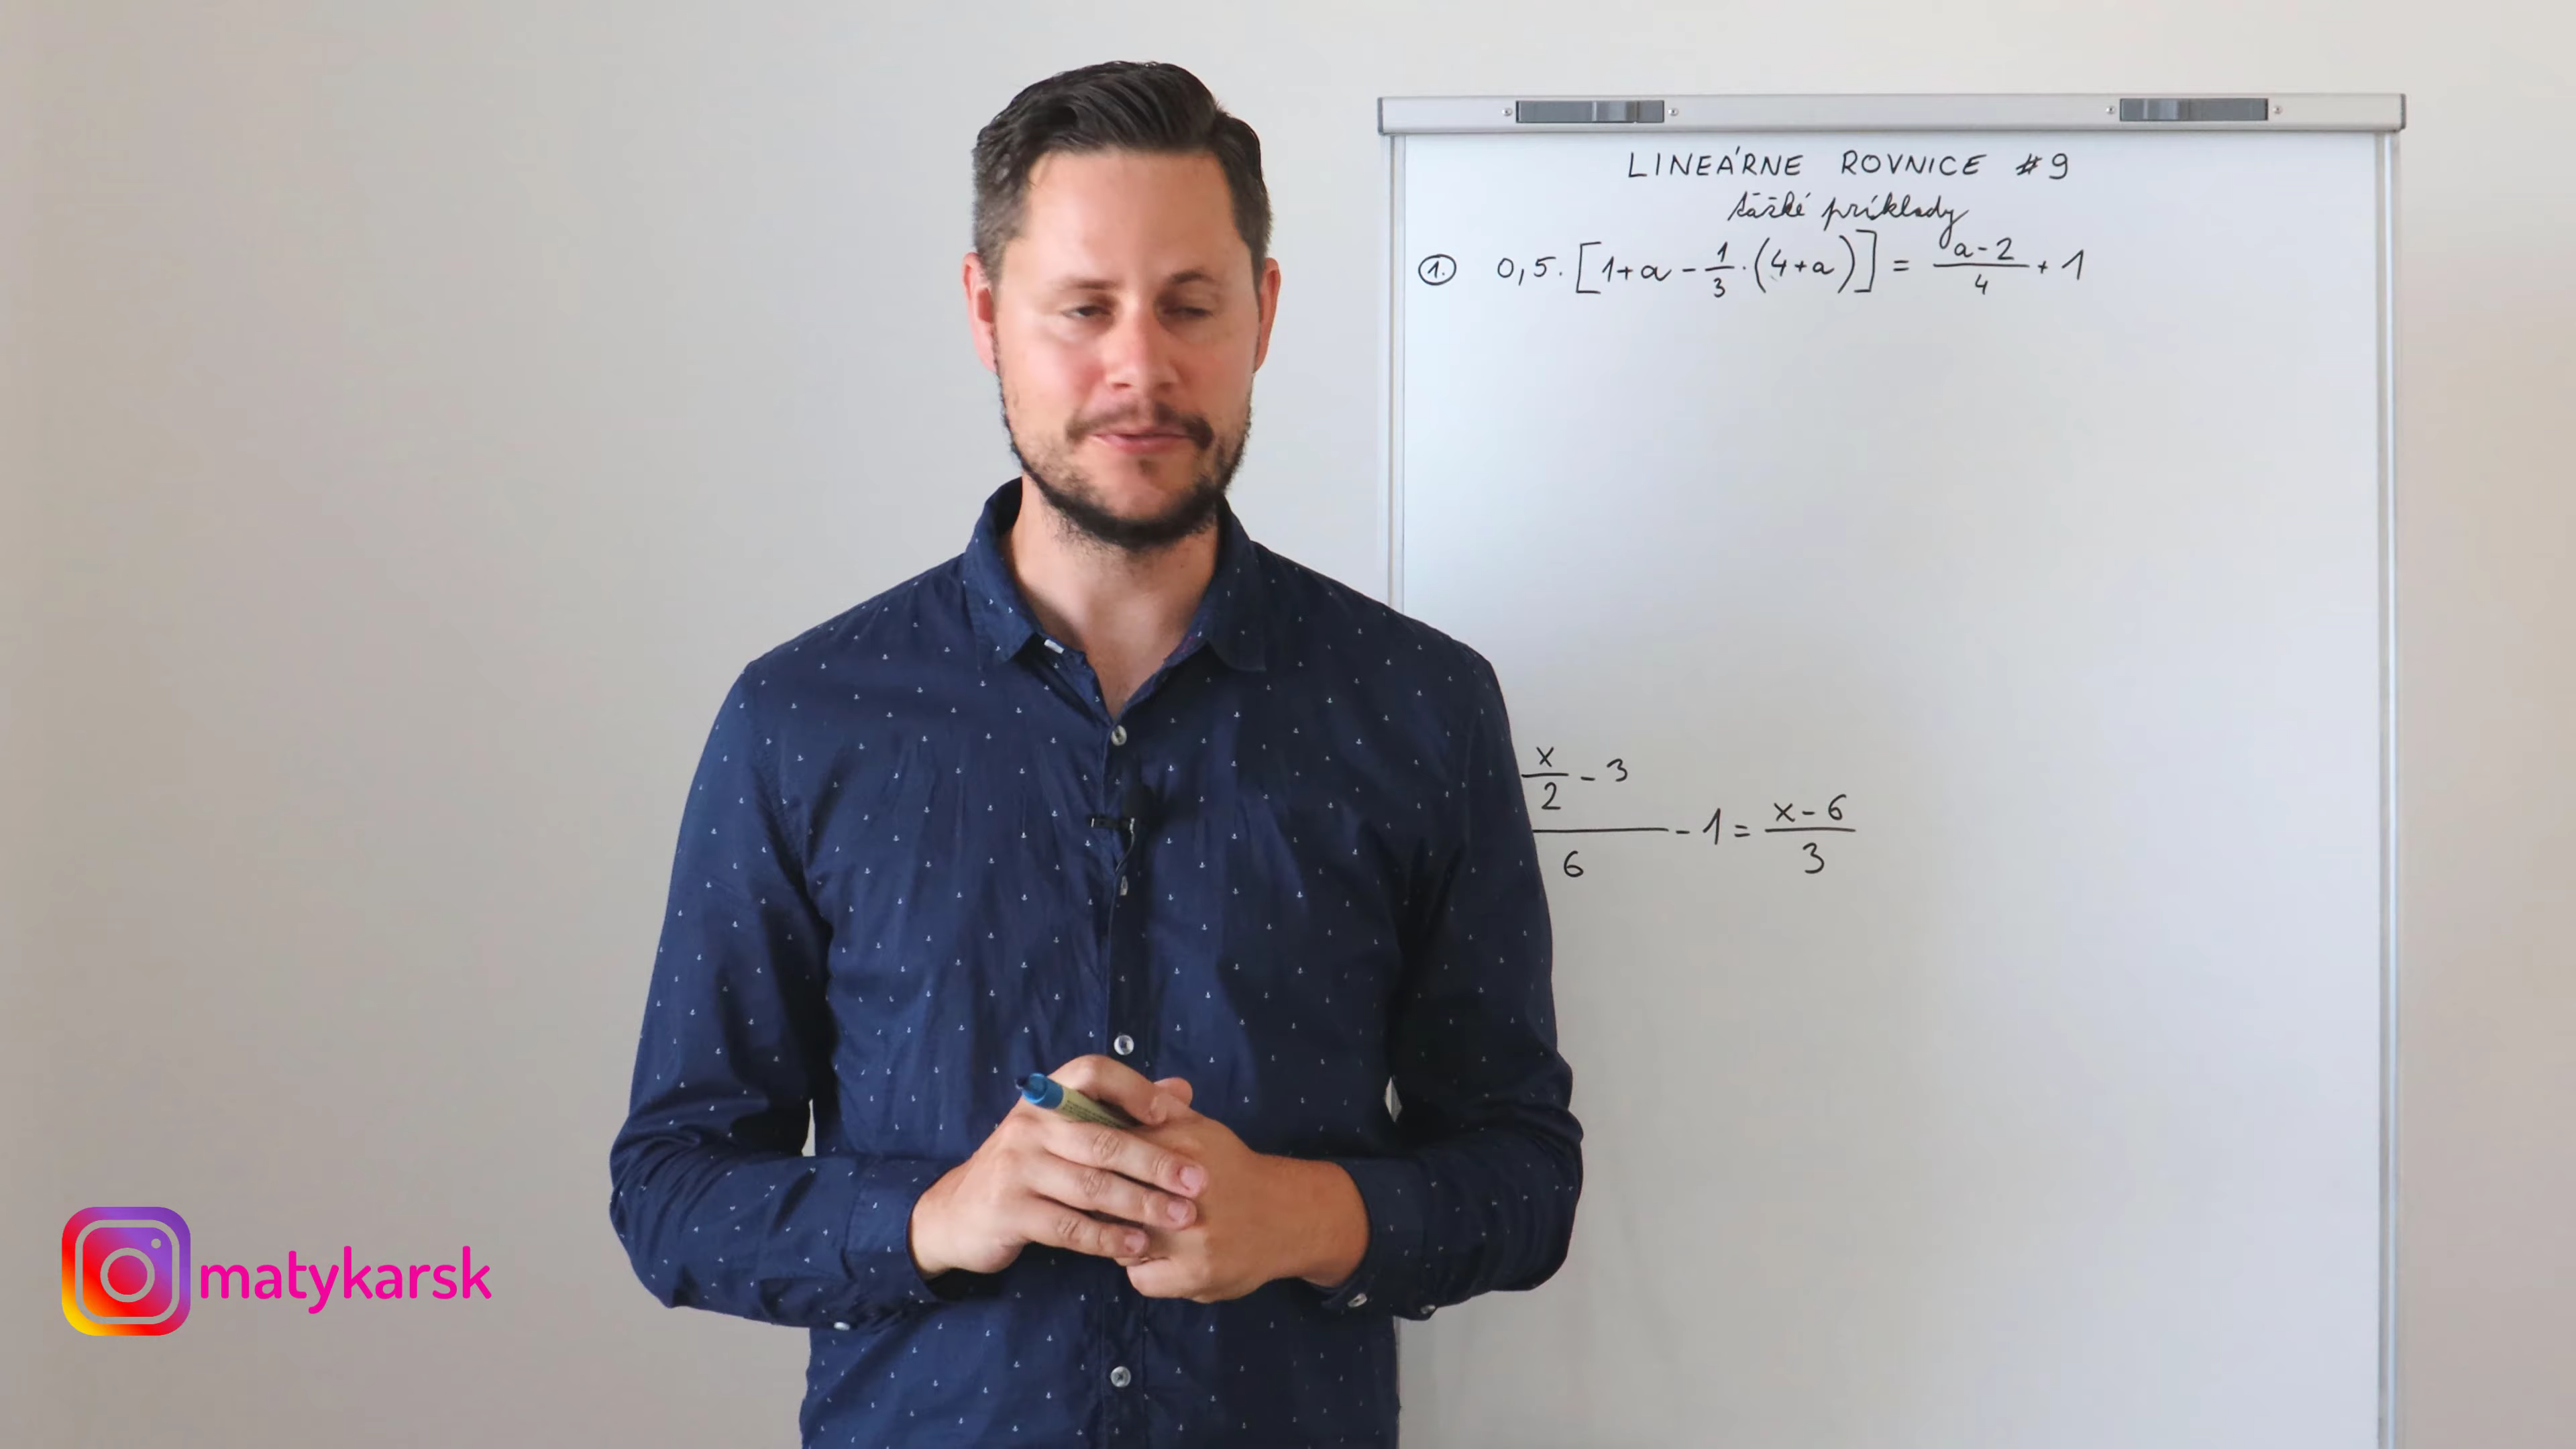 LINEÁRNE ROVNICE #9
ťažké príklady
1. 0,5 · [1+a - 1/3 · (4+a)] = a-2/4 + 1
x/2 - 3
6
- 1 = x-6/3
matykarsk